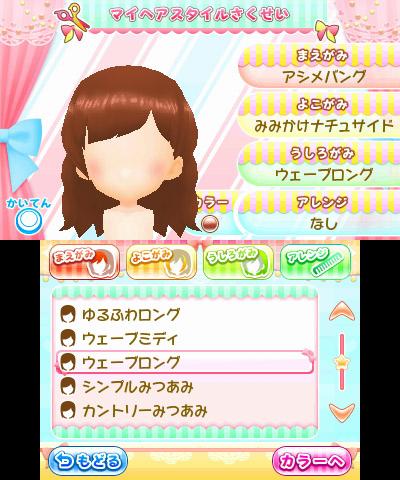 マイヘアスタイルさくせい
まえがみ
アシメバング
よこがみ
みみかけナチュサイド
うしろがみ
ウェーブロング
かいてん
カラー
アレンジ
なし
まえがみ
よこがみ
うしろがみ
アレンジ
ゆるふわロング
ウェーブミディ
ウェーブロング
シンプルみつあみ
カントリーみつあみ
もどる
カラーへ